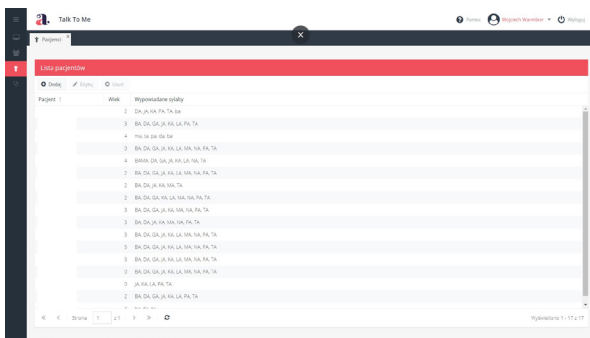 a. Talk To Me
Pomoc Wojciech Warmiker Wyloguj
Pacjenci ×
Lista pacjentów
Dodaj Edytuj Usuń
Pacjent Wiek Wypowiadane sylaby
2 DA, JA, KA, PA, TA, ba
3 BA, DA, GA, JA, KA, LA, PA, TA
4 ma, la, pa, da, ba
0 BA, DA, GA, JA, KA, LA, MA, NA, PA, TA
4 BAMA, DA, GA, JA, KA, LA, NA, TA
2 BA, DA, GA, JA, KA, LA, MA, NA, PA, TA
2 BA, DA, JA, KA, MA, TA
2 BA, DA, GA, KA, LA, MA, NA, PA, TA
3 BA, DA, GA, JA, KA, MA, NA, PA, TA
3 BA, DA, JA, KA, MA, NA, PA, TA
3 BA, DA, GA, JA, KA, LA, MA, NA, PA, TA
5 BA, DA, GA, JA, KA, LA, MA, NA, PA, TA
3 BA, DA, GA, JA, KA, LA, MA, NA, PA, TA
0 BA, DA, GA, JA, KA, LA, MA, NA, PA, TA
0 JA, KA, LA, PA, TA
2 BA, DA, GA, JA, KA, LA, PA, TA
Strona 1 z 1 Wyświetlono 1 - 17 z 17